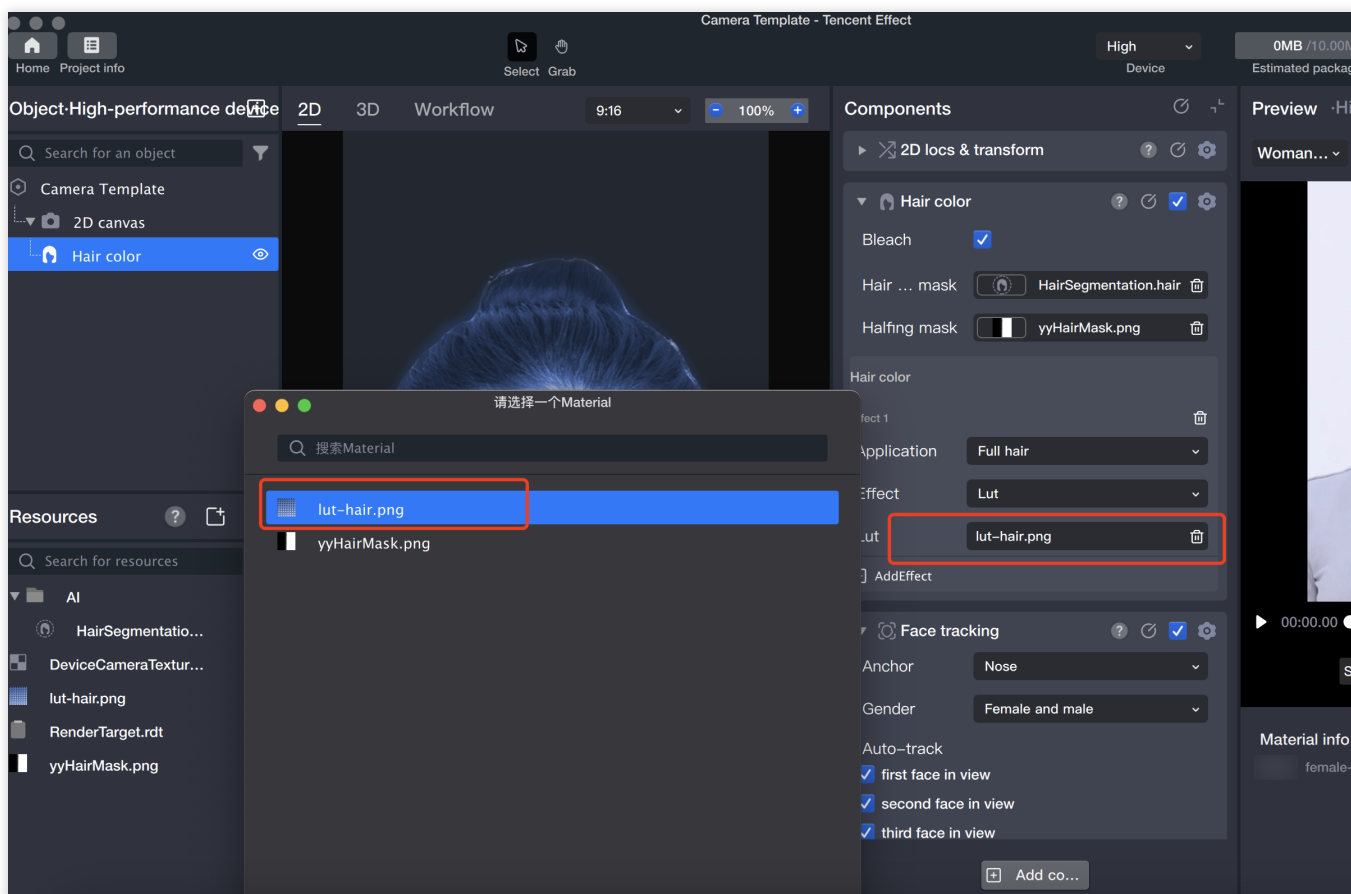 Camera Template - Tencent Effect
Home
Project info
Select
Grab
High
Device
0MB /10.00M
Estimated packag
Object·High-performance device
2D
3D
Workflow
9:16
100%
Components
Preview
Search for an object
Camera Template
2D canvas
Hair color
2D locs & transform
Woman...
Hair color
Bleach
Hair ... mask
HairSegmentation.hair
Halfing mask
yyHairMask.png
Hair color
ffect 1
Application
Full hair
Effect
Lut
Lut
lut-hair.png
AddEffect
请选择一个Material
搜索Material
lut-hair.png
yyHairMask.png
Resources
Search for resources
AI
HairSegmentatio...
DeviceCameraTextur...
lut-hair.png
RenderTarget.rdt
yyHairMask.png
Face tracking
Anchor
Nose
Gender
Female and male
Auto-track
first face in view
second face in view
third face in view
Add co...
00:00.00
Material info
female-